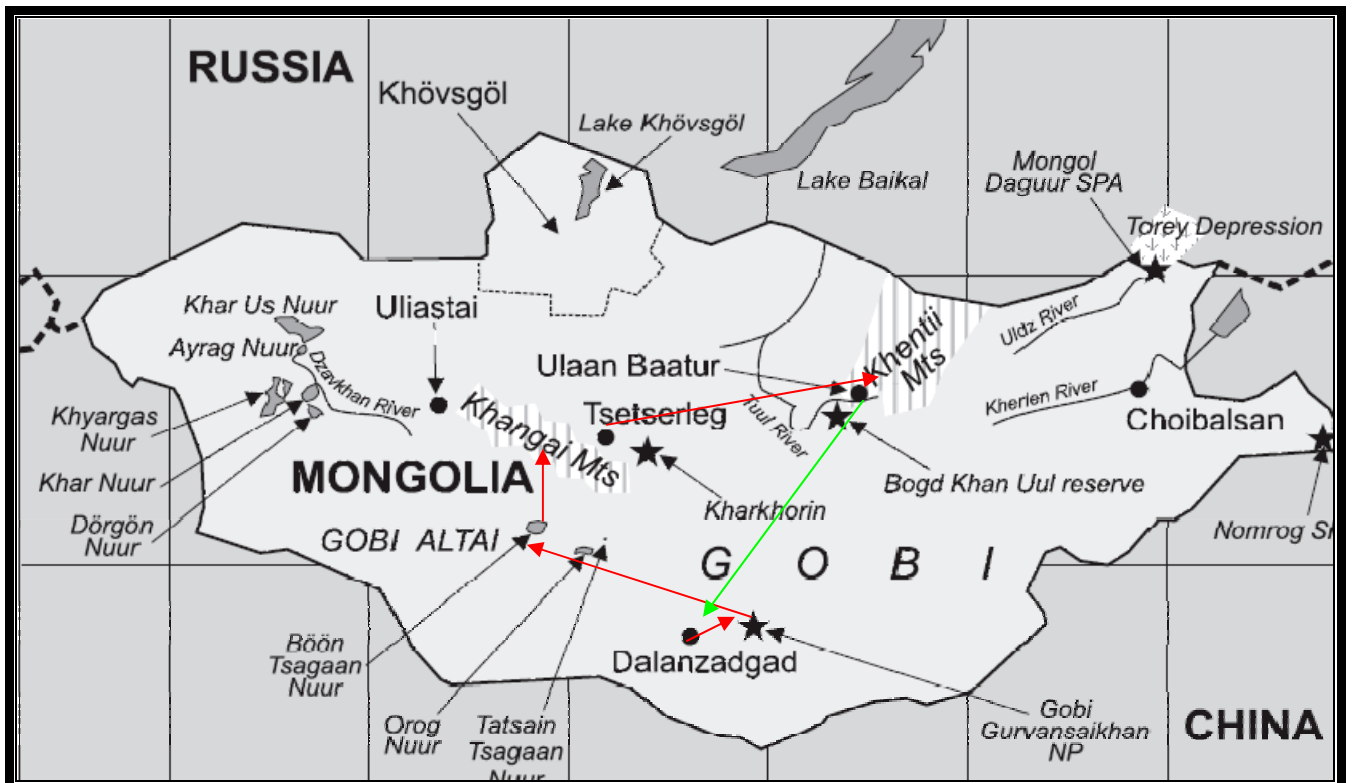 RUSSIA
Khövsgöl
Lake Khövsgöl
Lake Baikal
Mongol
Daguur SPA
Torey Depression
Khar Us Nuur
Uliastai
Ayrag Nuur
Dzavkhan River
Uldz River
Ulaan Baatur
Khentii
Mts
Khyargas
Nuur
Khangai Mts
Tsetserleg
Tuul River
Kherlen River
Choibalsan
MONGOLIA
Khar Nuur
Bogd Khan Uul reserve
Kharkhorin
Dörgön
Nuur
GOBI ALTAI
GOBI
Nomrog
Böön
Tsagaan
Nuur
Dalanzadgad
Orog
Nuur
Tatsain
Tsagaan
Nuur
Gobi
Gurvansaikhan
NP
CHINA